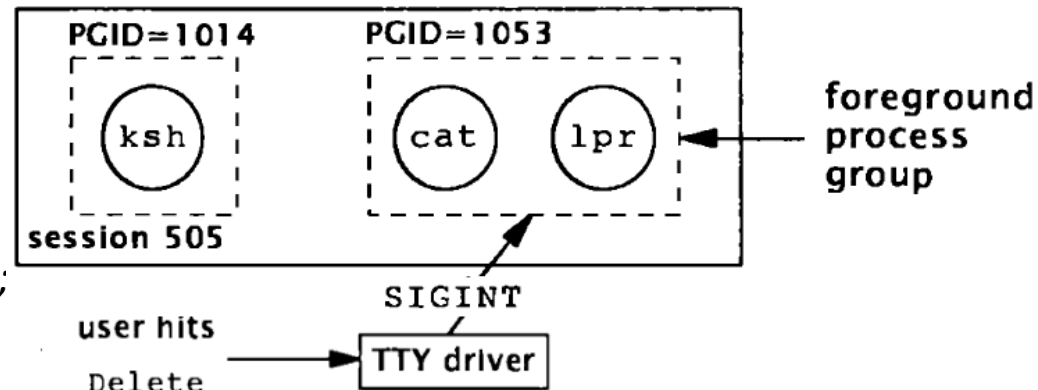 PGID=1014
PGID=1053
ksh
cat
lpr
foreground
process
group
session 505
SIGINT
user hits
Delete
TTY driver